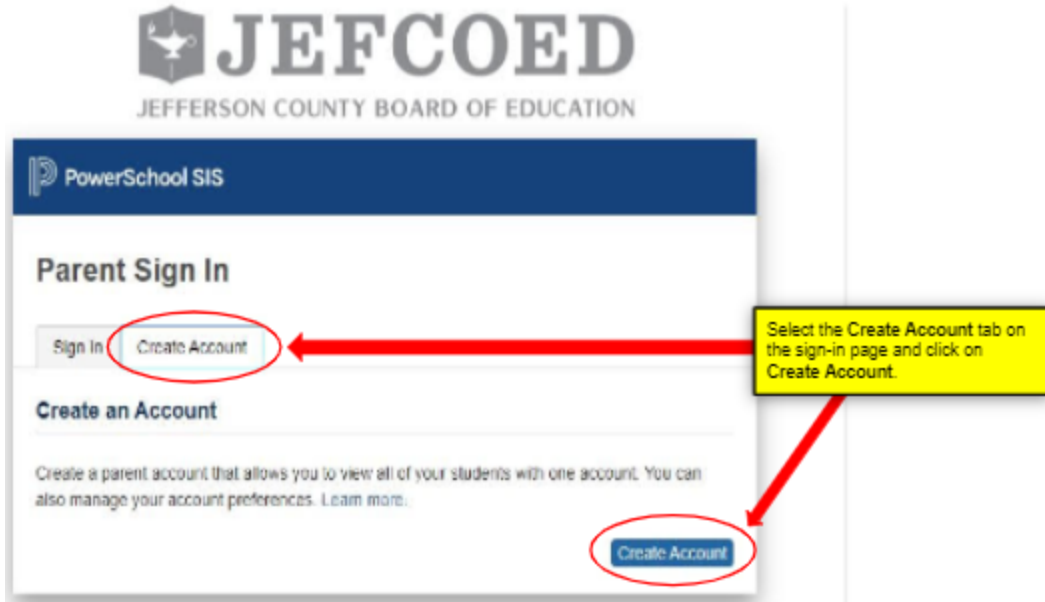 JEFCOED
JEFFERSON COUNTY BOARD OF EDUCATION
PowerSchool SIS
Parent Sign In
Sign In Create Account
Select the Create Account tab on
the sign-in page and click on
Create Account.
Create an Account
Create a parent account that allows you to view all of your students with one account. You can
also manage your account preferences. Learn more.
Create Account